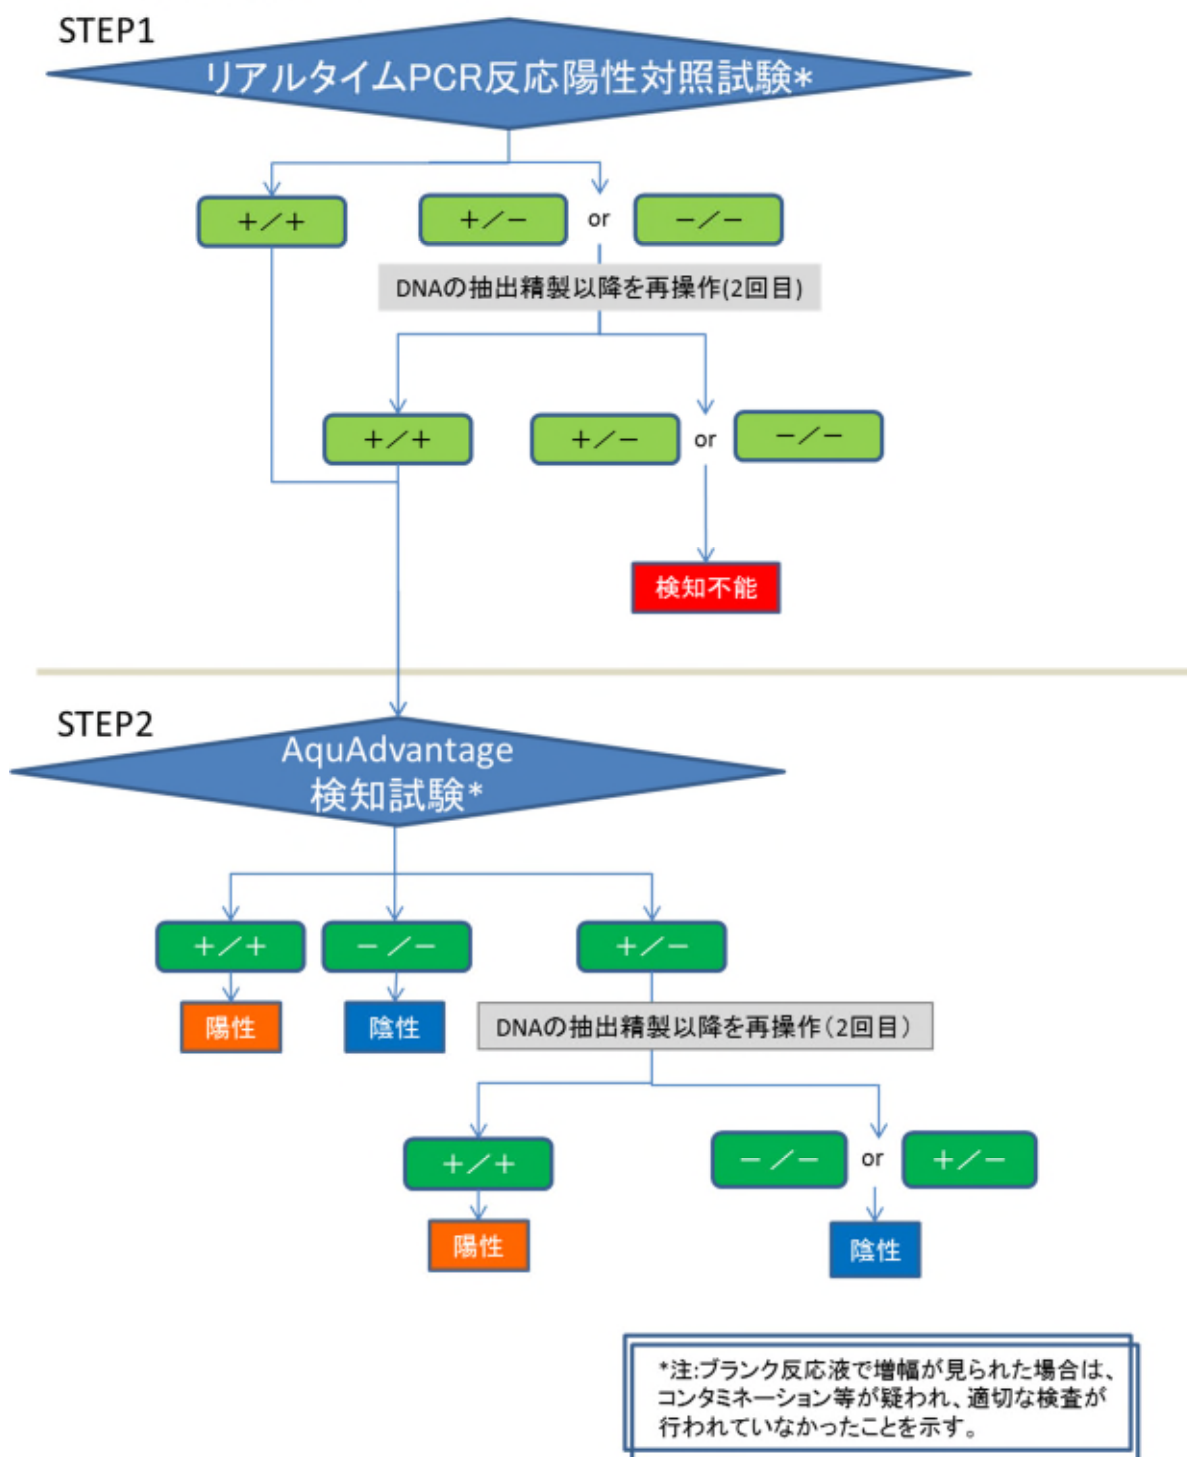 STEP1
リアルタイムPCR反応陽性対照試験*
+／+
+／−
or
−／−
DNAの抽出精製以降を再操作(2回目)
+／+
+／−
or
−／−
検知不能
STEP2
AquAdvantage
検知試験*
+／+
−／−
+／−
陽性
陰性
DNAの抽出精製以降を再操作（2回目）
+／+
−／−
or
+／−
陽性
陰性
*注:ブランク反応液で増幅が見られた場合は、
コンタミネーション等が疑われ、適切な検査が
行われていなかったことを示す。